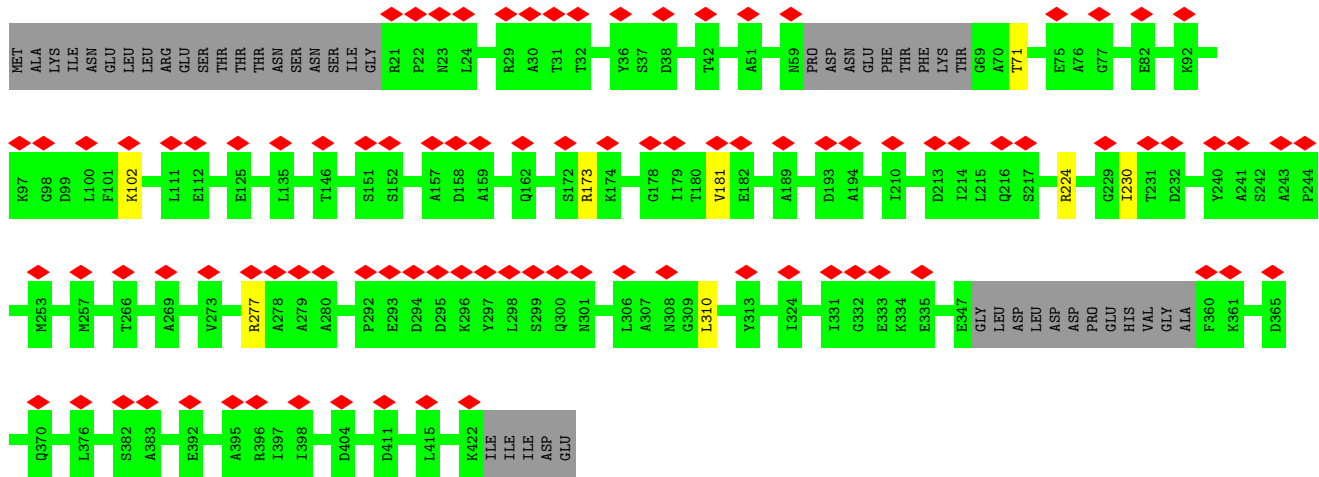 MET ALA LYS ILE ASN GLU LEU LEU ARG GLU SER THR THR THR ASN SER ASN SER ILE GLY R21 P22 N23 L24 R29 A30 T31 T32 Y36 S37 D38 T42 A51 N59 PRO ASP ASN GLU PHE THR PHE LYS THR G69 A70 T71 E75 A76 G77 E82 K92
K97 G98 D99 L100 F101 K102 L111 E112 E125 L135 T146 S151 S152 A157 D158 A159 Q162 S172 R173 K174 G178 I179 T180 V181 E182 A189 D193 A194 I210 D213 I214 L215 Q216 S217 R224 G229 I230 T231 D232 Y240 A241 S242 A243 P244
M253 M257 T266 A269 V273 R277 A278 A279 A280 P292 E293 D294 D295 K296 Y297 L298 S299 Q300 N301 L306 A307 N308 G309 L310 Y313 I324 I331 G332 E333 K334 E335 E347 GLY LEU ASP LEU ASP ASP PRO GLU HIS VAL GLY ALA F360 K361 D365
Q370 L376 S382 A383 E392 A395 R396 I397 I398 D404 D411 L415 K422 ILE ILE ILE ASP GLU